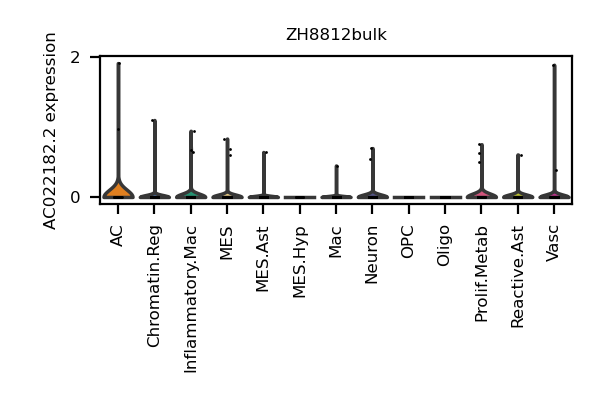 ZH8812bulk
AC022182.2 expression
2
0
AC
Chromatin.Reg
Inflammatory.Mac
MES
MES.Ast
MES.Hyp
Mac
Neuron
OPC
Oligo
Prolif.Metab
Reactive.Ast
Vasc